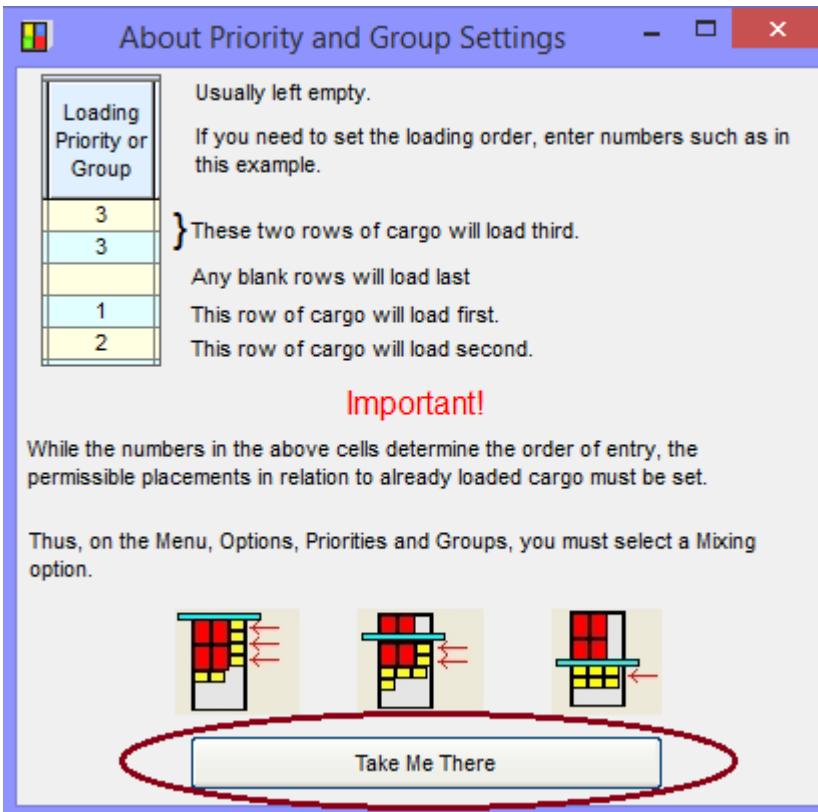 About Priority and Group Settings
Loading
Priority or
Group
Usually left empty.
If you need to set the loading order, enter numbers such as in
this example.
3
3
These two rows of cargo will load third.
Any blank rows will load last
1
This row of cargo will load first.
2
This row of cargo will load second.
Important!
While the numbers in the above cells determine the order of entry, the
permissible placements in relation to already loaded cargo must be set.
Thus, on the Menu, Options, Priorities and Groups, you must select a Mixing
option.
Take Me There